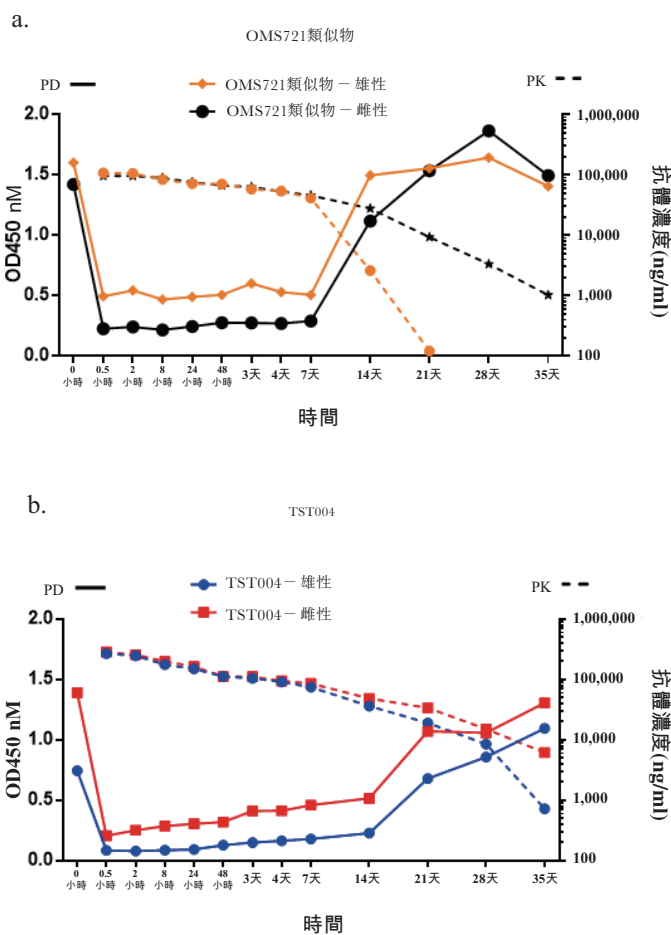 a.
OMS721類似物
PD
OMS721類似物－雄性
PK
OMS721類似物－雌性
2.0
1.5
1.0
0.5
0.0
OD450 nM
1,000,000
100,000
10,000
1,000
100
抗體濃度(ng/ml)
0 0.5 2 8 24 48 3天 4天 7天 14天 21天 28天 35天
小時 小時 小時 小時 小時 小時
時間
b.
TST004
PD
TST004－雄性
PK
TST004－雌性
2.0
1.5
1.0
0.5
0.0
OD450 nM
1,000,000
100,000
10,000
1,000
100
抗體濃度(ng/ml)
0 0.5 2 8 24 48 3天 4天 7天 14天 21天 28天 35天
小時 小時 小時 小時 小時 小時
時間